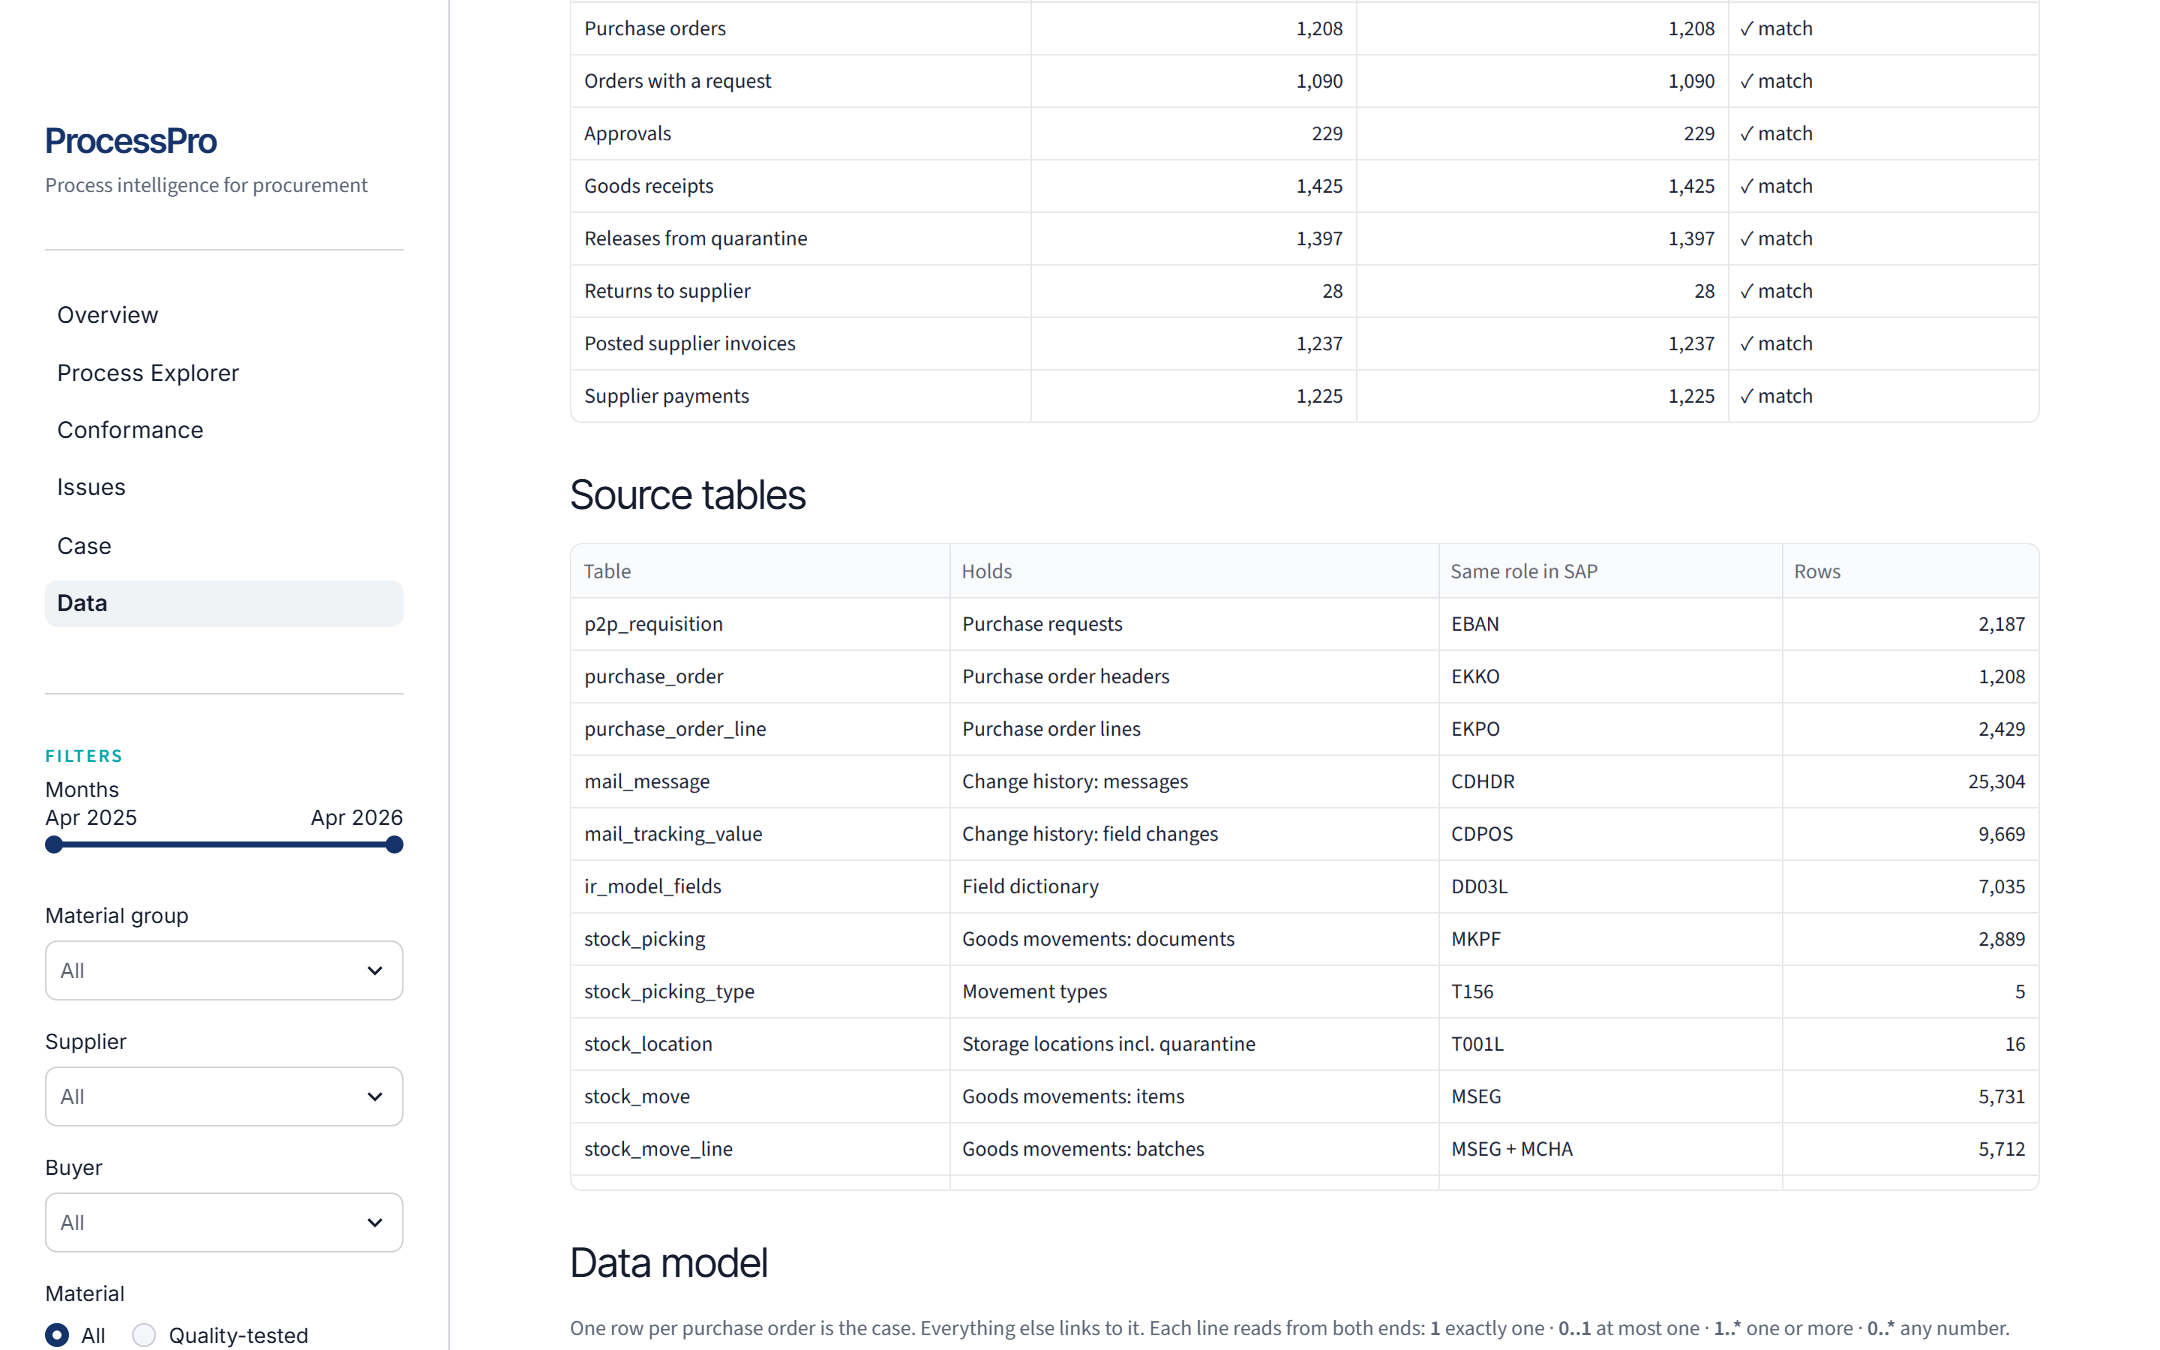 ProcessPro
Process intelligence for procurement
Overview
Process Explorer
Conformance
Issues
Case
Data
FILTERS
Months
Apr 2025 Apr 2026
Material group
All
Supplier
All
Buyer
All
Material
All Quality-tested
Purchase orders 1,208 1,208 ✓ match
Orders with a request 1,090 1,090 ✓ match
Approvals 229 229 ✓ match
Goods receipts 1,425 1,425 ✓ match
Releases from quarantine 1,397 1,397 ✓ match
Returns to supplier 28 28 ✓ match
Posted supplier invoices 1,237 1,237 ✓ match
Supplier payments 1,225 1,225 ✓ match
Source tables
Table Holds Same role in SAP Rows
p2p_requisition Purchase requests EBAN 2,187
purchase_order Purchase order headers EKKO 1,208
purchase_order_line Purchase order lines EKPO 2,429
mail_message Change history: messages CDHDR 25,304
mail_tracking_value Change history: field changes CDPOS 9,669
ir_model_fields Field dictionary DD03L 7,035
stock_picking Goods movements: documents MKPF 2,889
stock_picking_type Movement types T156 5
stock_location Storage locations incl. quarantine T001L 16
stock_move Goods movements: items MSEG 5,731
stock_move_line Goods movements: batches MSEG + MCHA 5,712
Data model
One row per purchase order is the case. Everything else links to it. Each line reads from both ends: 1 exactly one · 0..1 at most one · 1..* one or more · 0..* any number.